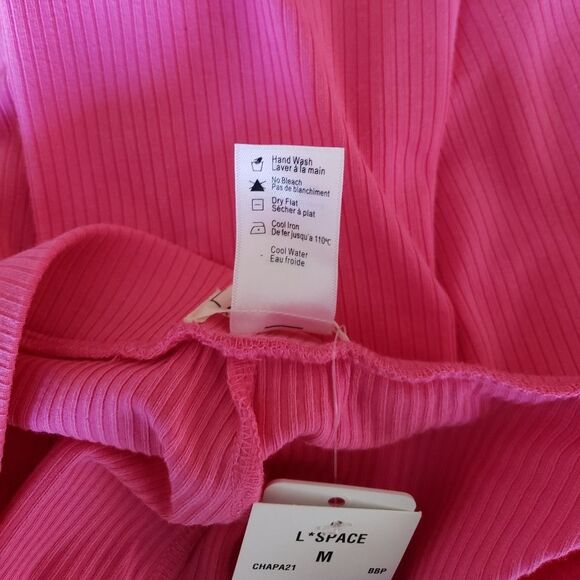 Hand Wash
Laver à la main
No Bleach
Pas de blanchiment
Dry Flat
Sécher à plat
Cool Iron
De fer jusqu'a 110°C
Cool Water
Eau froide
L*SPACE
M
CHAPA21 BBP